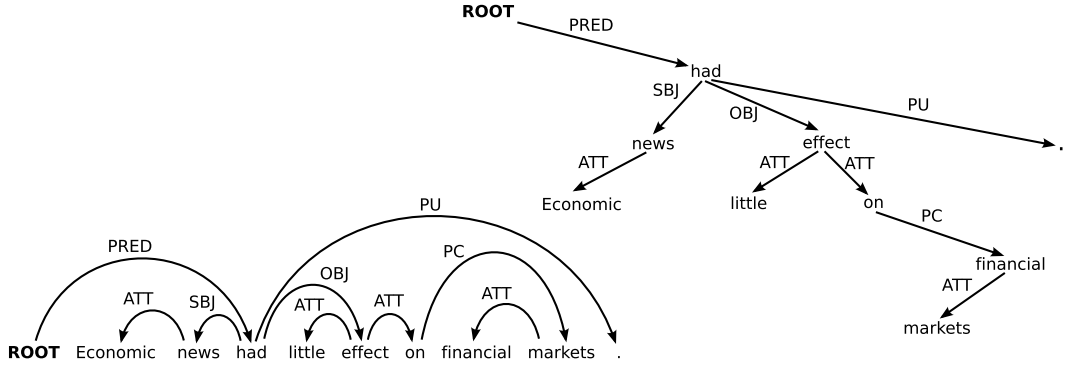 ROOT
PRED
had
SBJ
OBJ
PU
news
effect
.
ATT
ATT
ATT
Economic
little
on
PC
financial
ATT
markets
PU
PRED
PC
OBJ
ATT
SBJ
ATT
ATT
ATT
ROOT Economic news had little effect on financial markets .